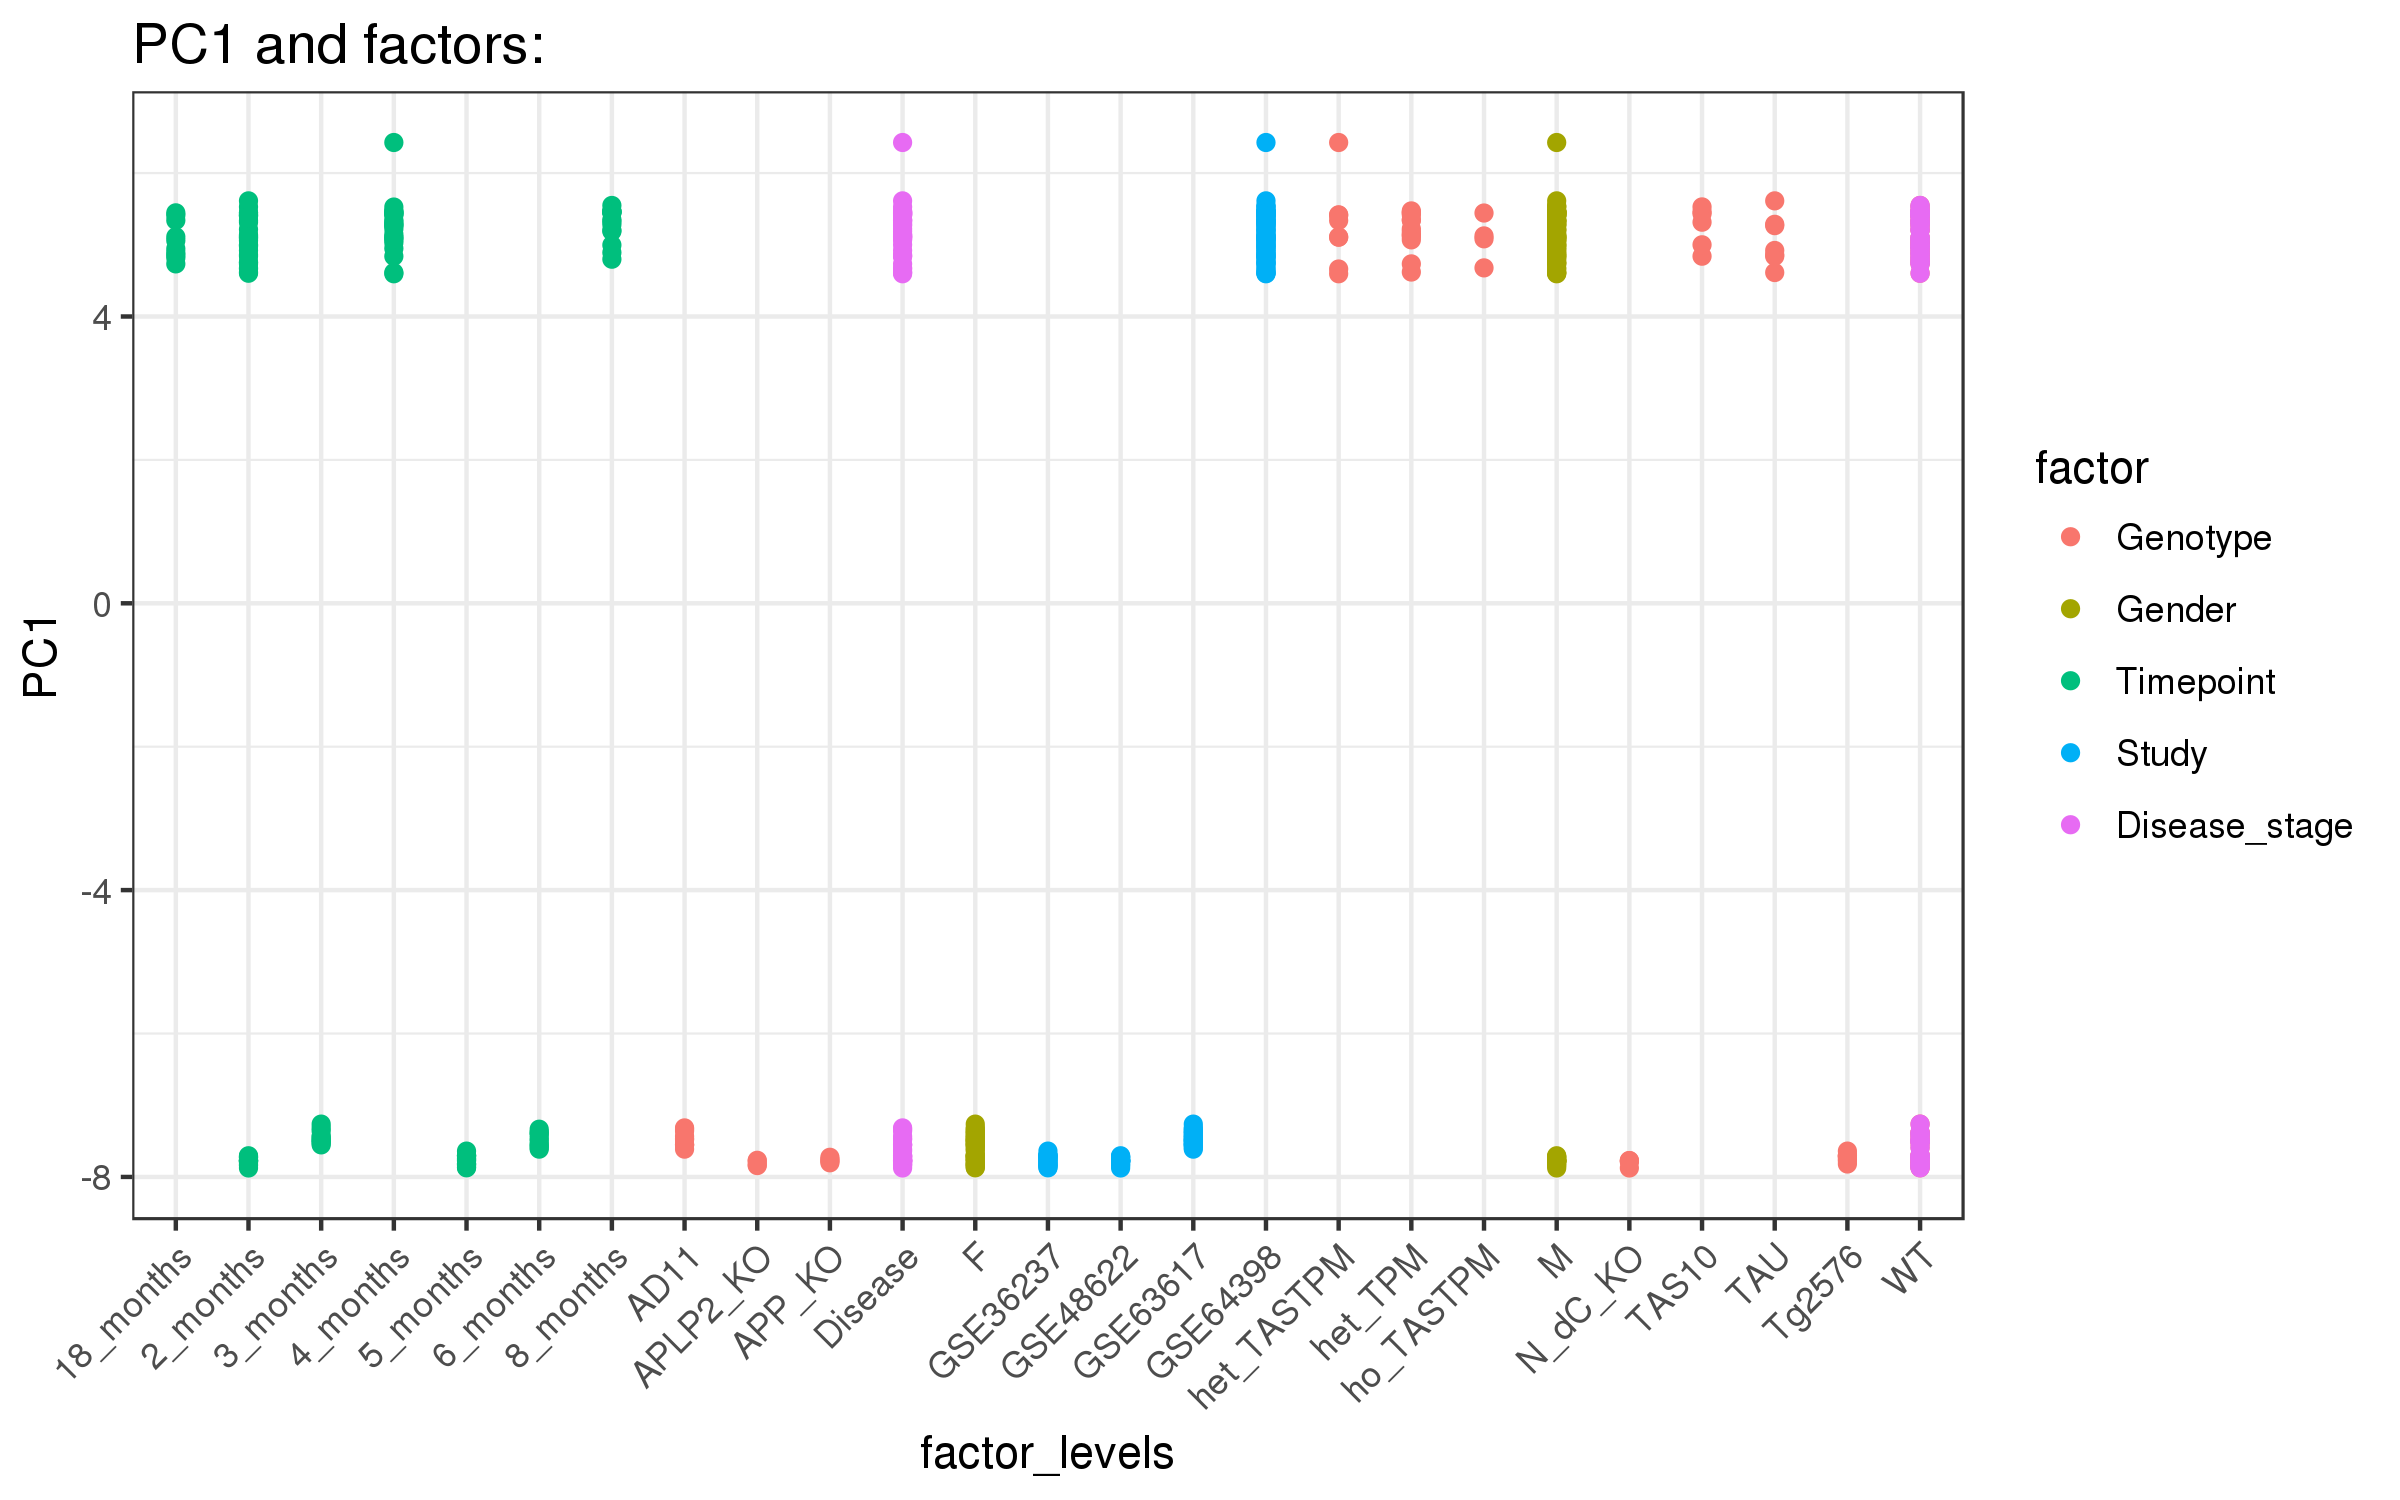 PC1 and factors:
PC1
4
0
-4
-8
18_months
2_months
3_months
4_months
5_months
6_months
8_months
AD11
APLP2_KO
APP_KO
Disease
F
GSE36237
GSE48622
GSE63617
GSE64398
het_TASTPM
het_TPM
ho_TASTPM
M
N_dC_KO
TAS10
TAU
Tg2576
WT
factor_levels
factor
Genotype
Gender
Timepoint
Study
Disease_stage